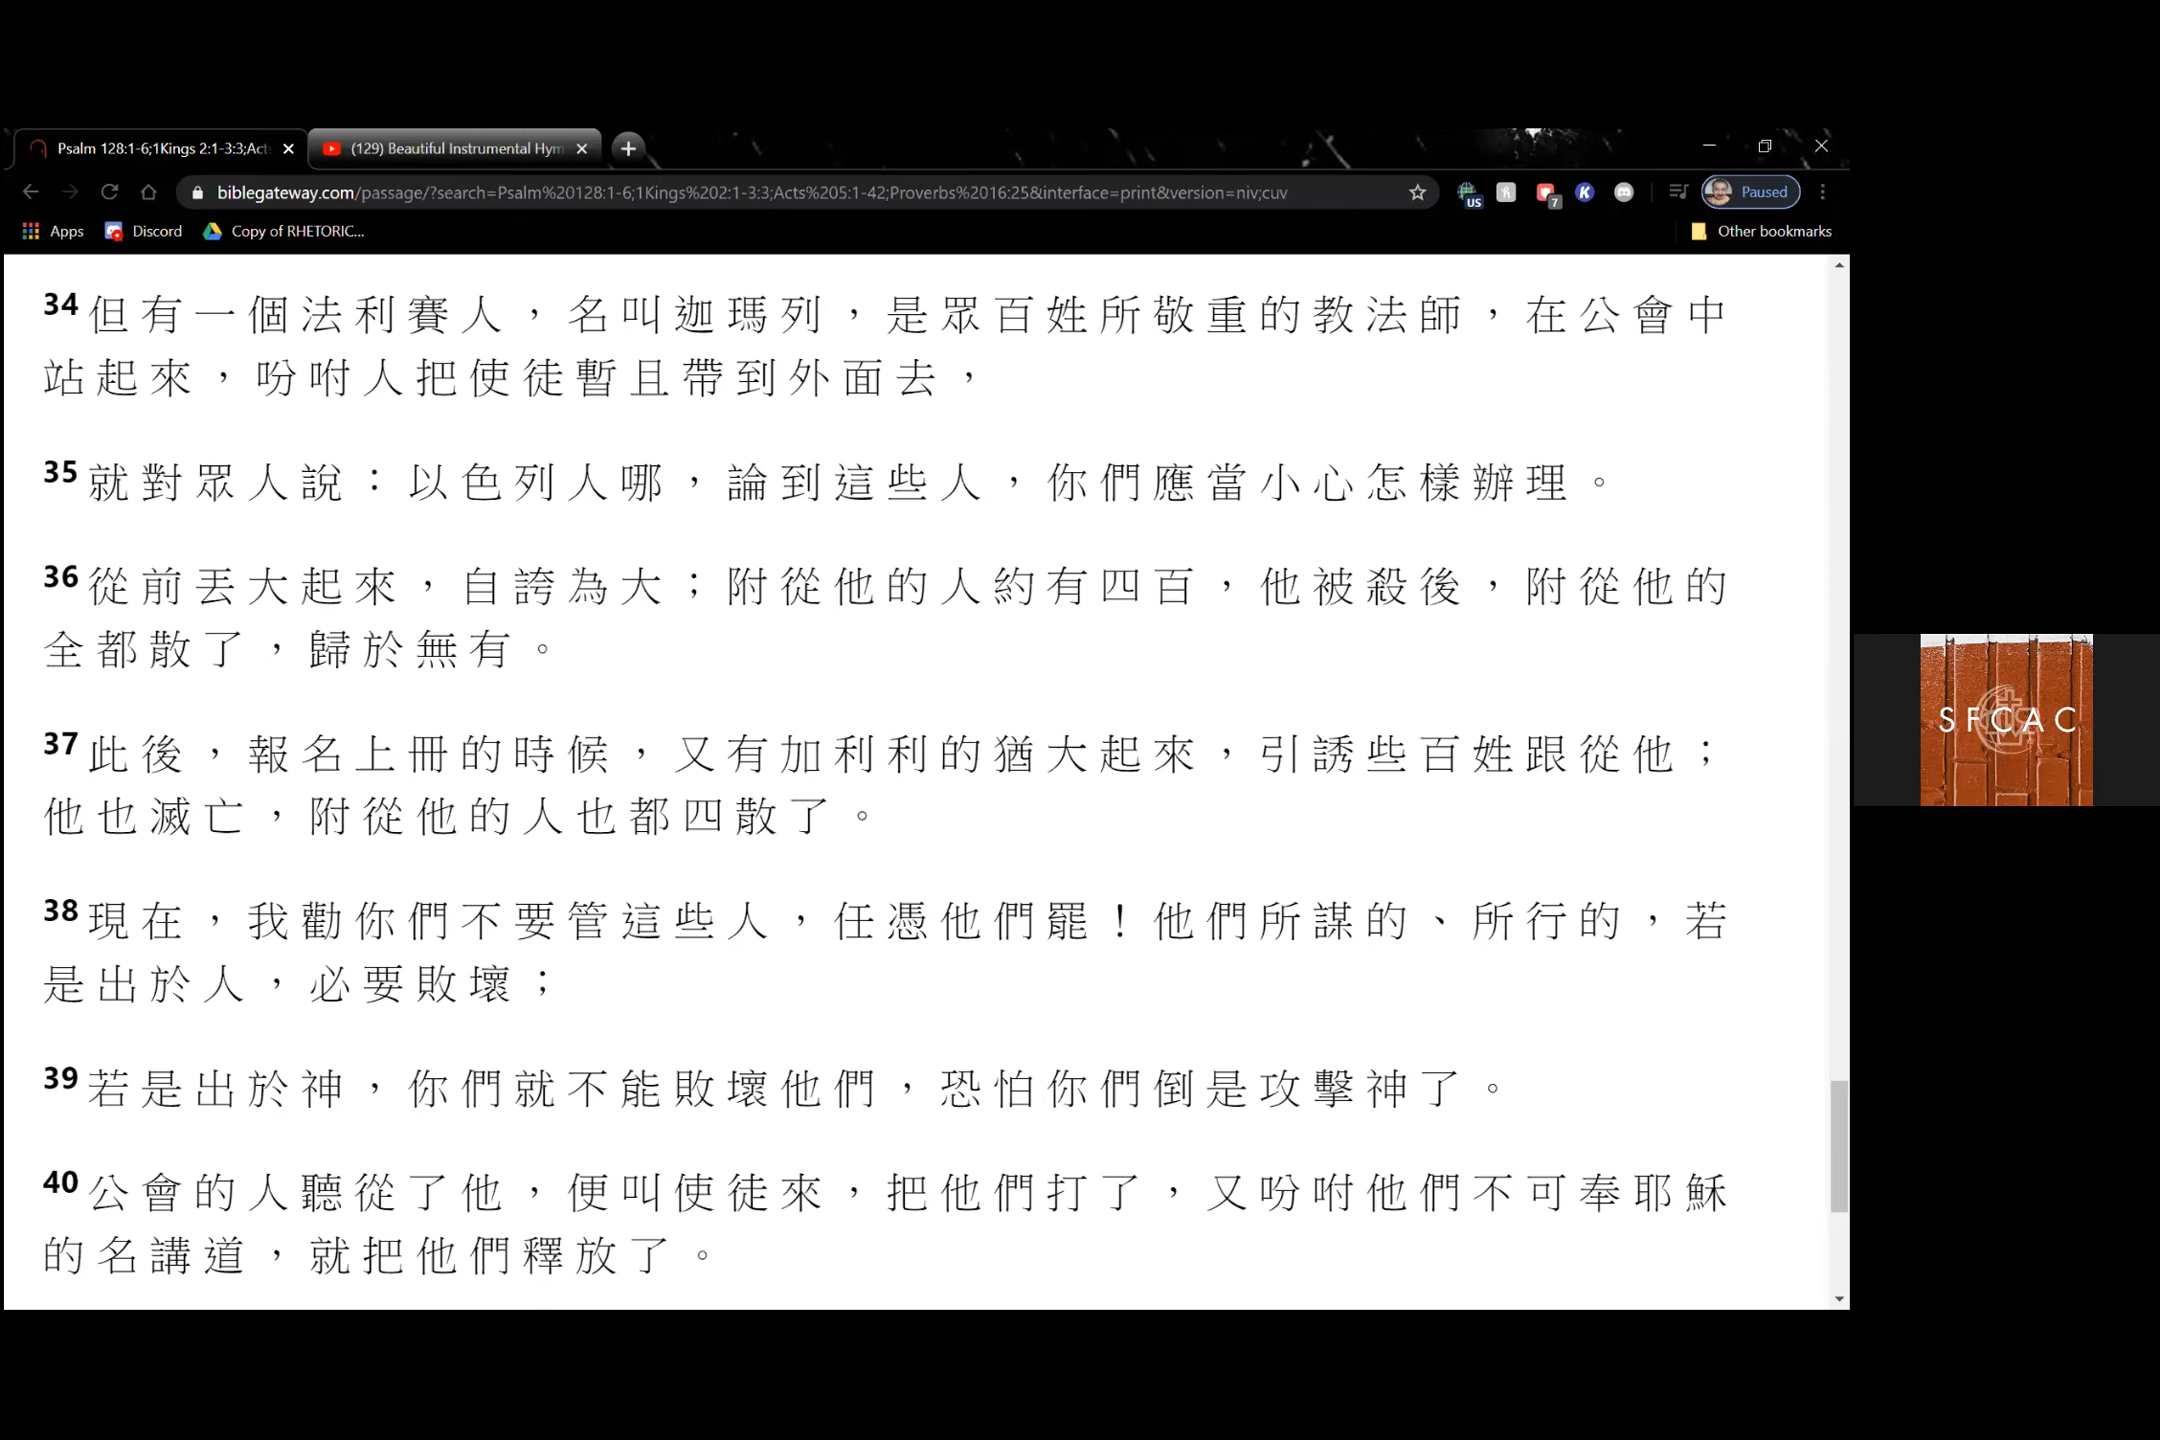 Psalm 128:1-6;1Kings 2:1-3:3;Act
(129) Beautiful Instrumental Hym
biblegateway.com/passage/?search=Psalm%20128:1-6;1Kings%202:1-3:3;Acts%205:1-42;Proverbs%2016:25&interface=print&version=niv;cuv
US
7
Paused
Apps
Discord
Copy of RHETORIC...
Other bookmarks
34 但有一個法利賽人，名叫迦瑪列，是眾百姓所敬重的教法師，在公會中
站起來，吩咐人把使徒暫且帶到外面去，
35 就對眾人說：以色列人哪，論到這些人，你們應當小心怎樣辦理。
36 從前丟大起來，自誇為大；附從他的人約有四百，他被殺後，附從他的
全都散了，歸於無有。
37 此後，報名上冊的時候，又有加利利的猶大起來，引誘些百姓跟從他；
他也滅亡，附從他的人也都四散了。
38 現在，我勸你們不要管這些人，任憑他們罷！他們所謀的、所行的，若
是出於人，必要敗壞；
39 若是出於神，你們就不能敗壞他們，恐怕你們倒是攻擊神了。
40 公會的人聽從了他，便叫使徒來，把他們打了，又吩咐他們不可奉耶穌
的名講道，就把他們釋放了。
SFCAC